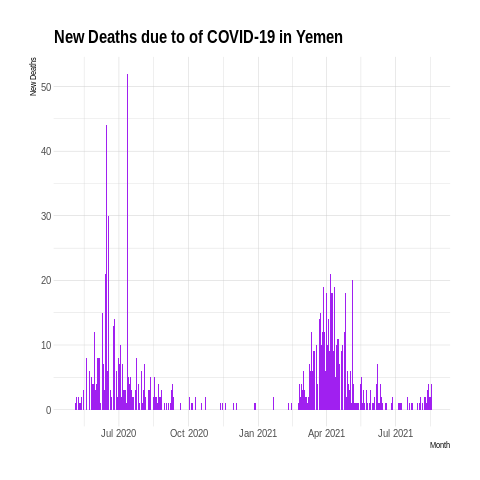 New Deaths due to of COVID-19 in Yemen
New Deaths
50
40
30
20
10
0
Jul 2020 Oct 2020 Jan 2021 Apr 2021 Jul 2021
Month